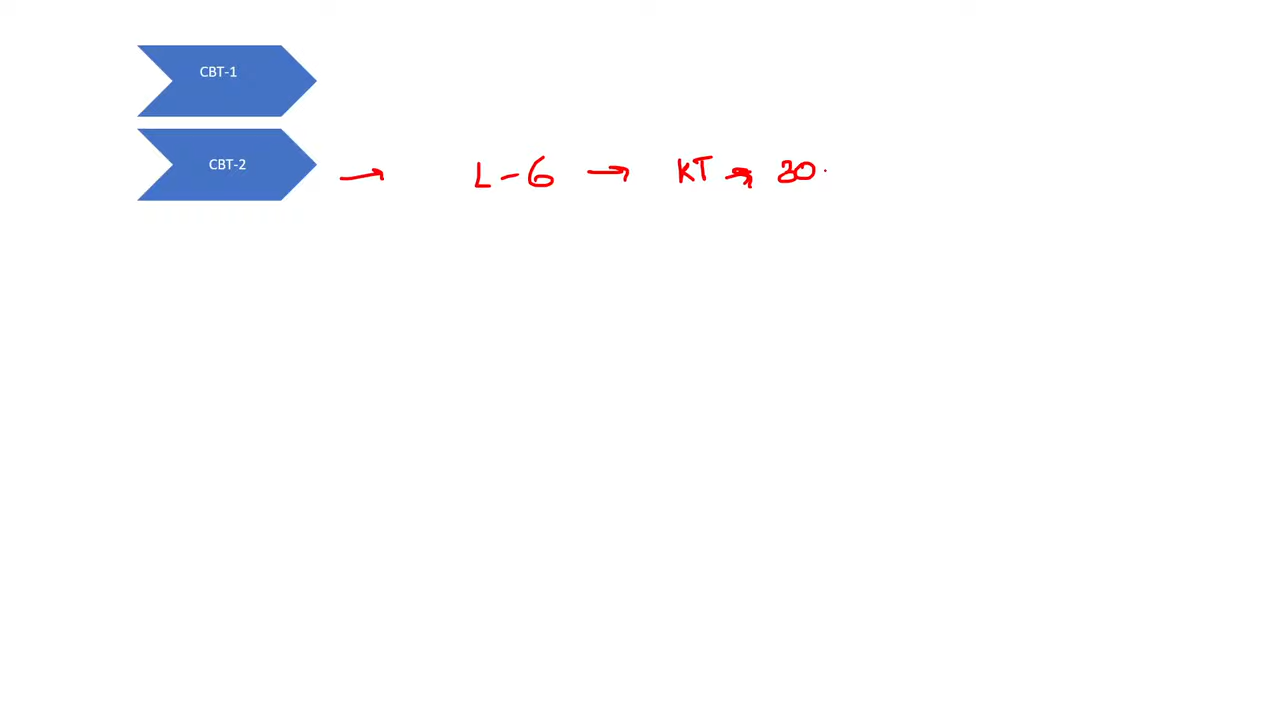 CBT-1
CBT-2 → L-6 → KT → 30